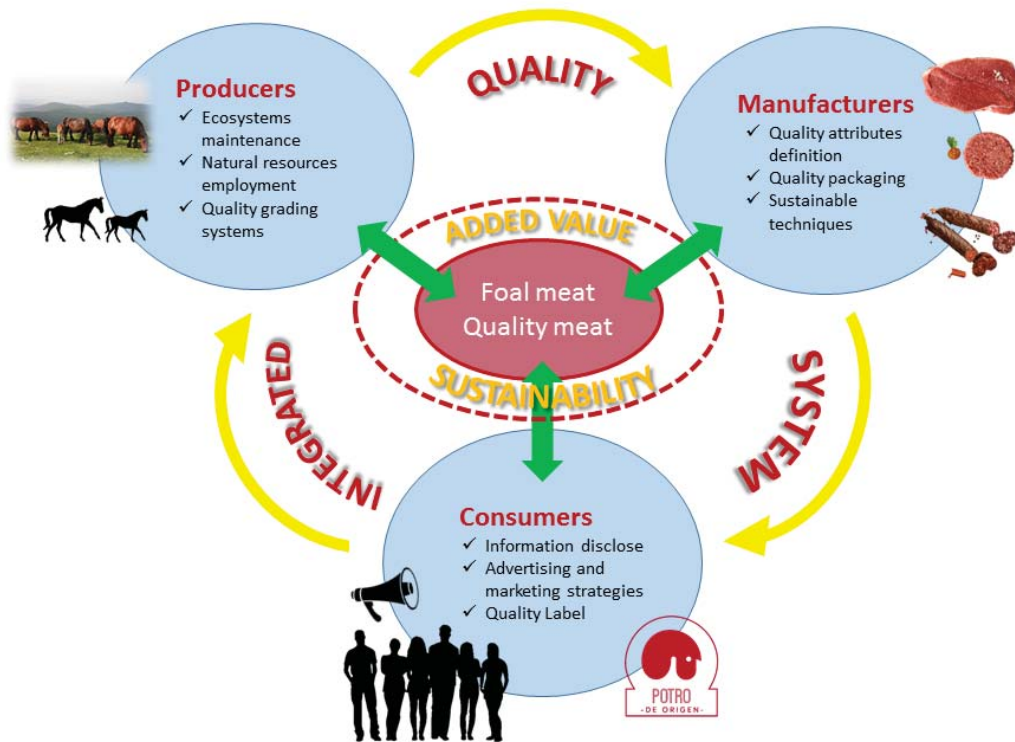 QUALITY
Producers
✓ Ecosystems
maintenance
✓ Natural resources
employment
✓ Quality grading
systems
Manufacturers
✓ Quality attributes
definition
✓ Quality packaging
✓ Sustainable
techniques
ADDED VALUE
Foal meat
Quality meat
SUSTAINABILITY
INTEGRATED
SYSTEM
Consumers
✓ Information disclose
✓ Advertising and
marketing strategies
✓ Quality Label
POTRO
-DE ORIGEN-